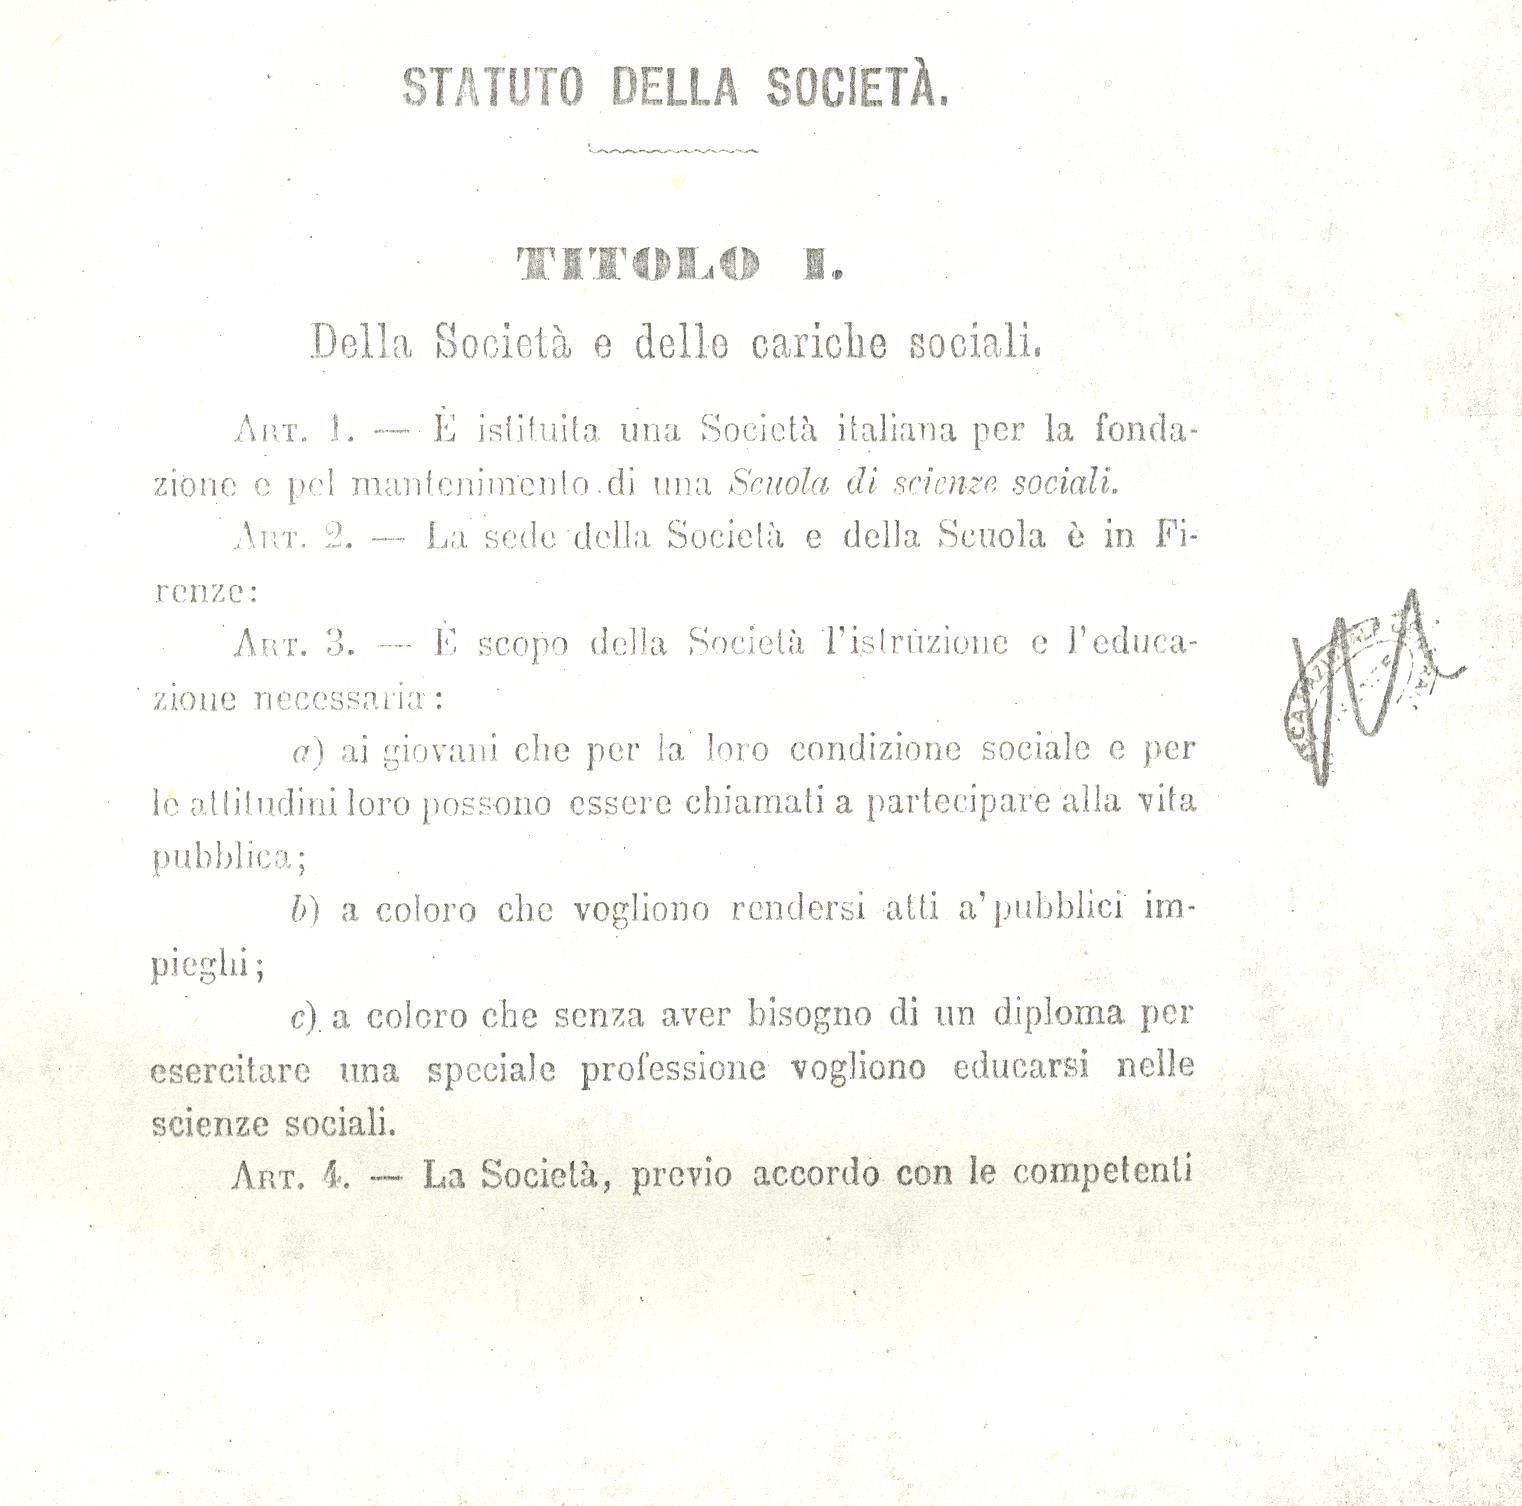 STATUTO DELLA SOCIETÀ.
TITOLO I.
Della Società e delle cariche sociali.
ART. 1. — È istituita una Società italiana per la fonda-
zione e pel mantenimento di una Scuola di scienze sociali.
ART. 2. — La sede della Società e della Scuola è in Fi-
renze:
ART. 3. — È scopo della Società l'istruzione e l'educa-
zione necessaria:
a) ai giovani che per la loro condizione sociale e per
le attitudini loro possono essere chiamati a partecipare alla vita
pubblica;
b) a coloro che vogliono rendersi atti a' pubblici im-
pieghi;
c) a coloro che senza aver bisogno di un diploma per
esercitare una speciale professione vogliono educarsi nelle
scienze sociali.
ART. 4. — La Società, previo accordo con le competenti